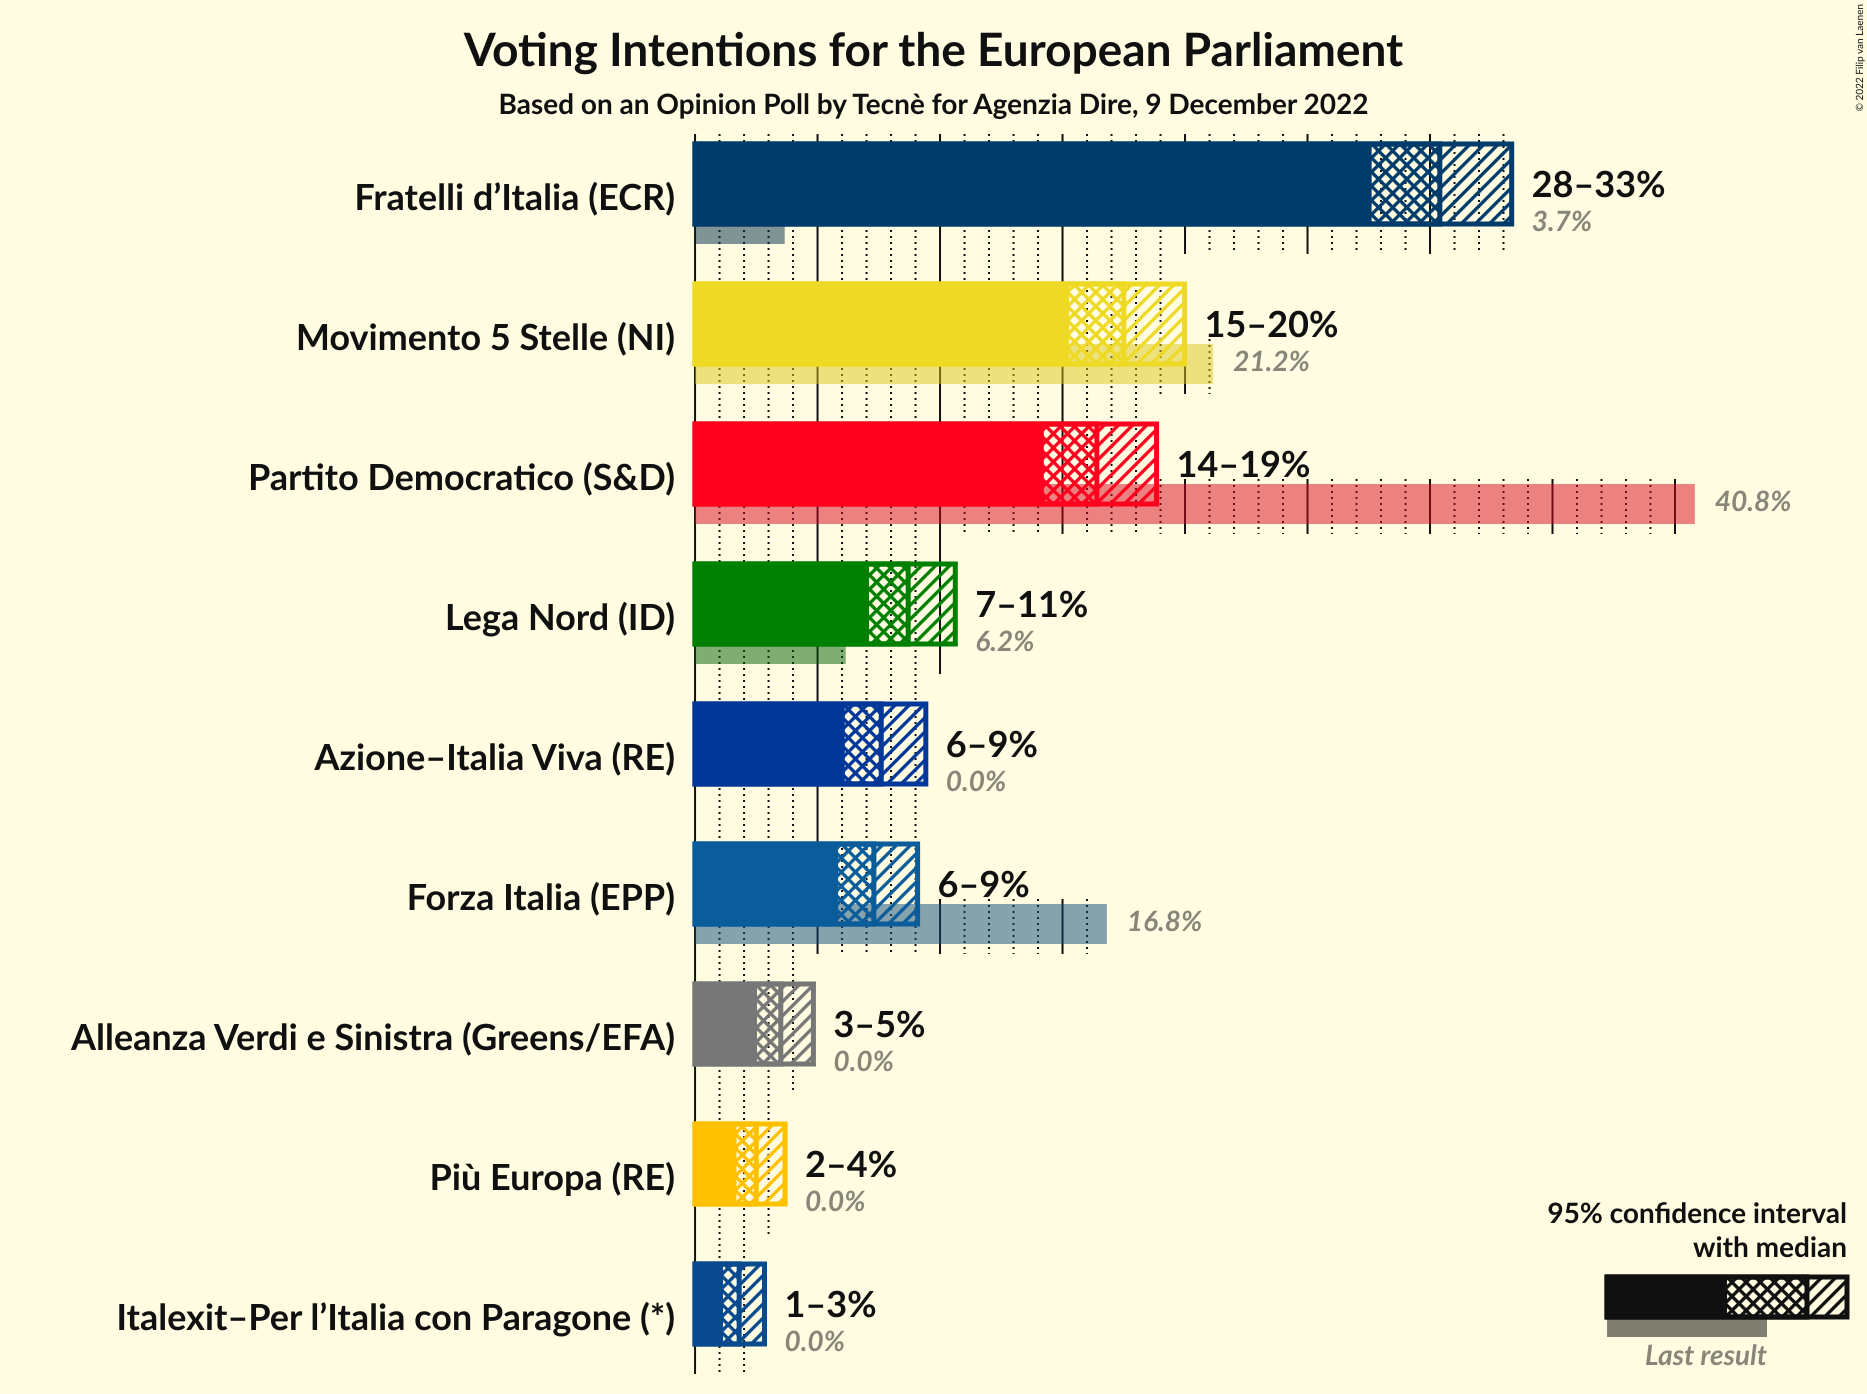 Voting Intentions for the European Parliament
Based on an Opinion Poll by Tecnè for Agenzia Dire, 9 December 2022
© 2022 Filip van Laenen
Fratelli d’Italia (ECR)
28–33%
3.7%
Movimento 5 Stelle (NI)
15–20%
21.2%
Partito Democratico (S&D)
14–19%
40.8%
Lega Nord (ID)
7–11%
6.2%
Azione–Italia Viva (RE)
6–9%
0.0%
Forza Italia (EPP)
6–9%
16.8%
Alleanza Verdi e Sinistra (Greens/EFA)
3–5%
0.0%
Più Europa (RE)
2–4%
0.0%
Italexit–Per l’Italia con Paragone (*)
1–3%
0.0%
95% confidence interval
with median
Last result